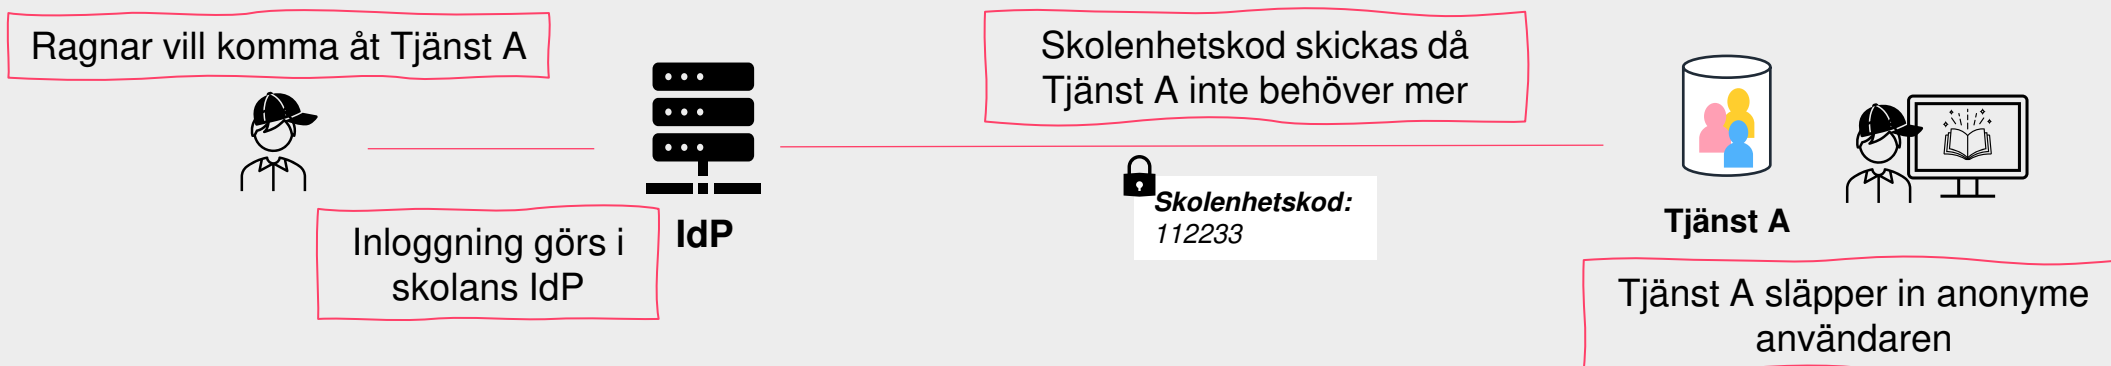 Ragnar vill komma åt Tjänst A
Inloggning görs i
skolans IdP
IdP
Skolenhetskod skickas då
Tjänst A inte behöver mer
Skolenhetskod:
112233
Tjänst A
Tjänst A släpper in anonyme
användaren